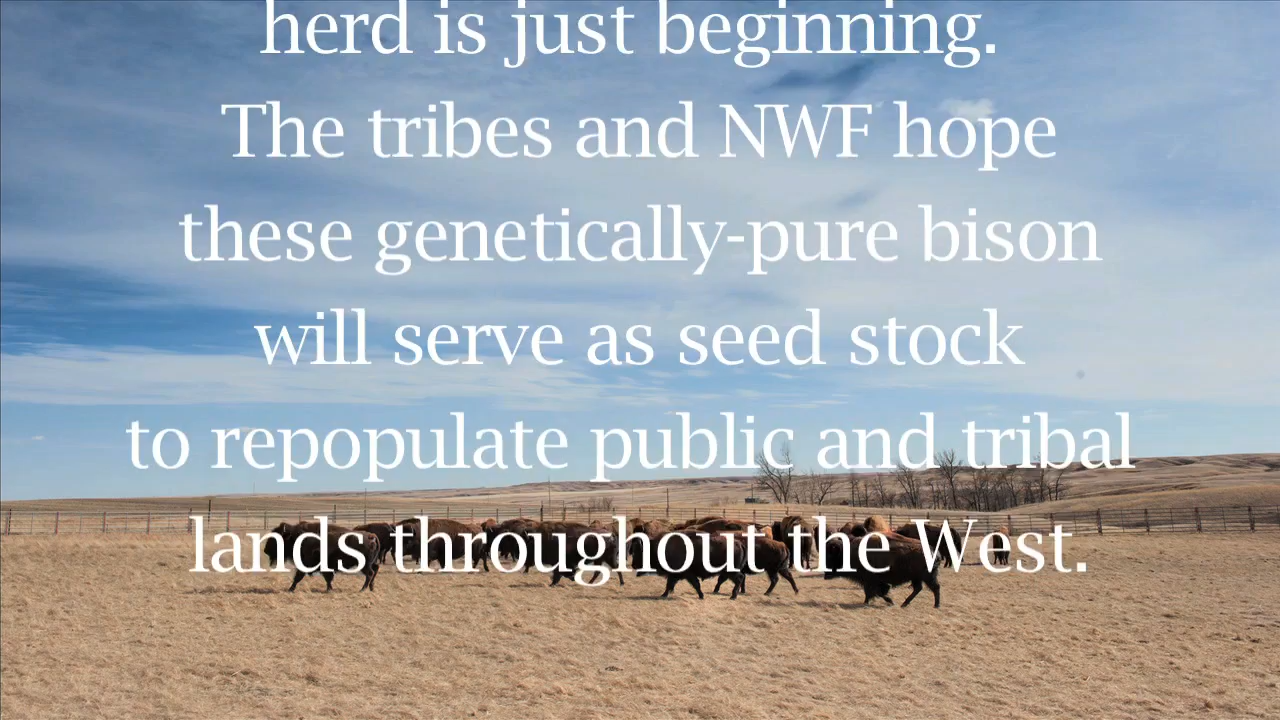 herd is just beginning.
The tribes and NWF hope
these genetically-pure bison
will serve as seed stock
to repopulate public and tribal
lands throughout the West.